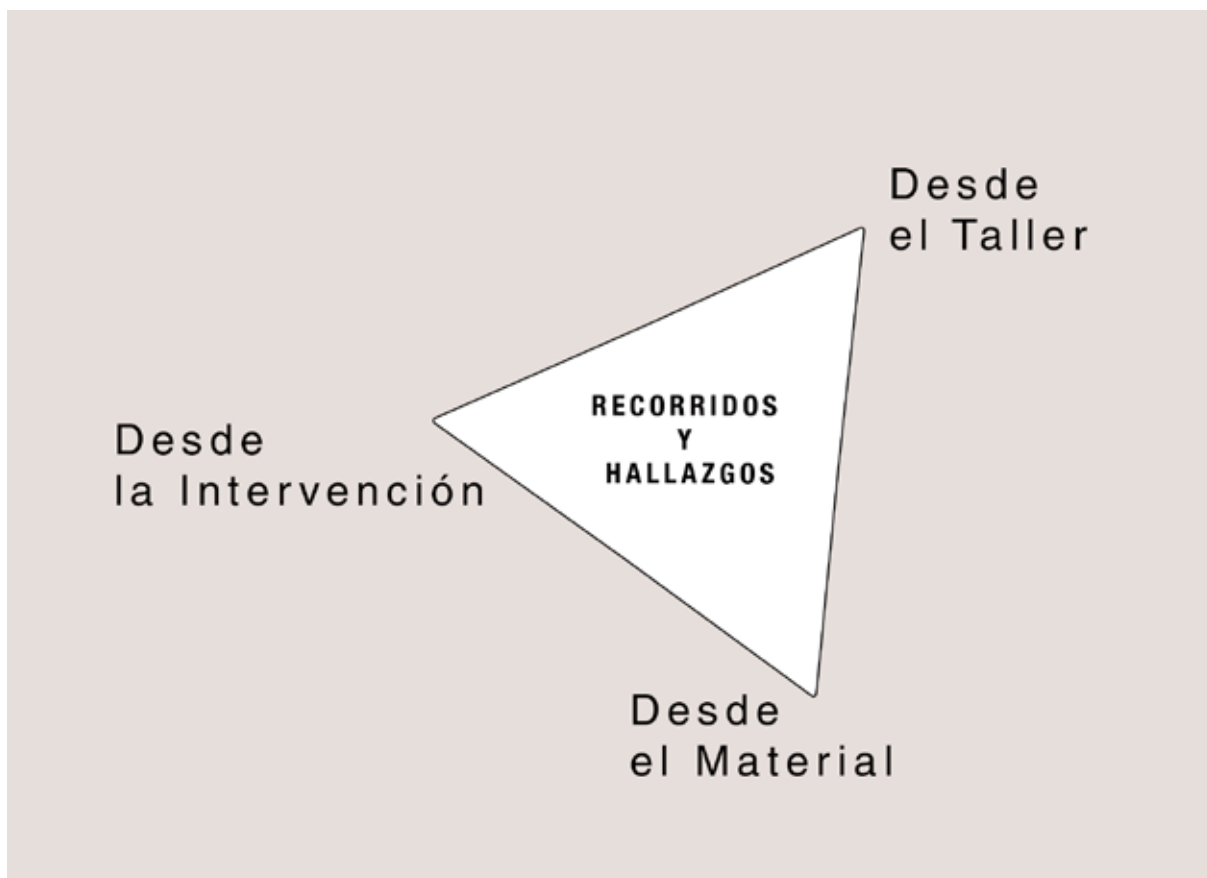 Desde
el Taller
RECORRIDOS
Y
HALLAZGOS
Desde
la Intervención
Desde
el Material